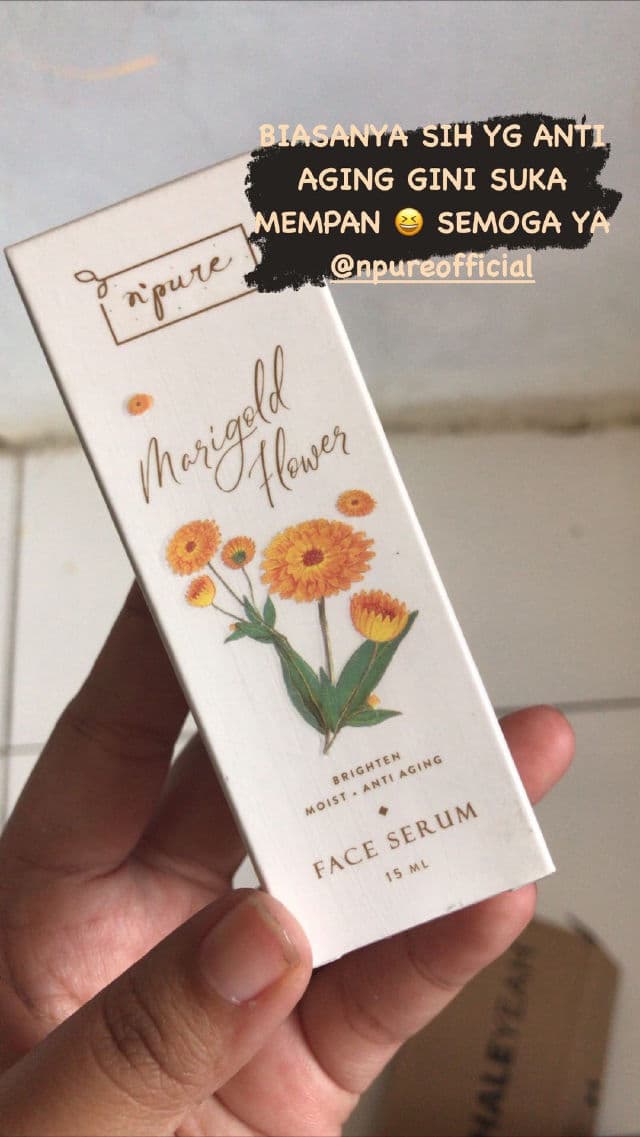 BIASANYA SIH YG ANTI
AGING GINI SUKA
MEMPAN 😆 SEMOGA YA
@npureofficial
n'pure
Marigold
Flower
BRIGHTEN
MOIST • ANTI AGING
FACE SERUM
15 ML
HALEYEAH